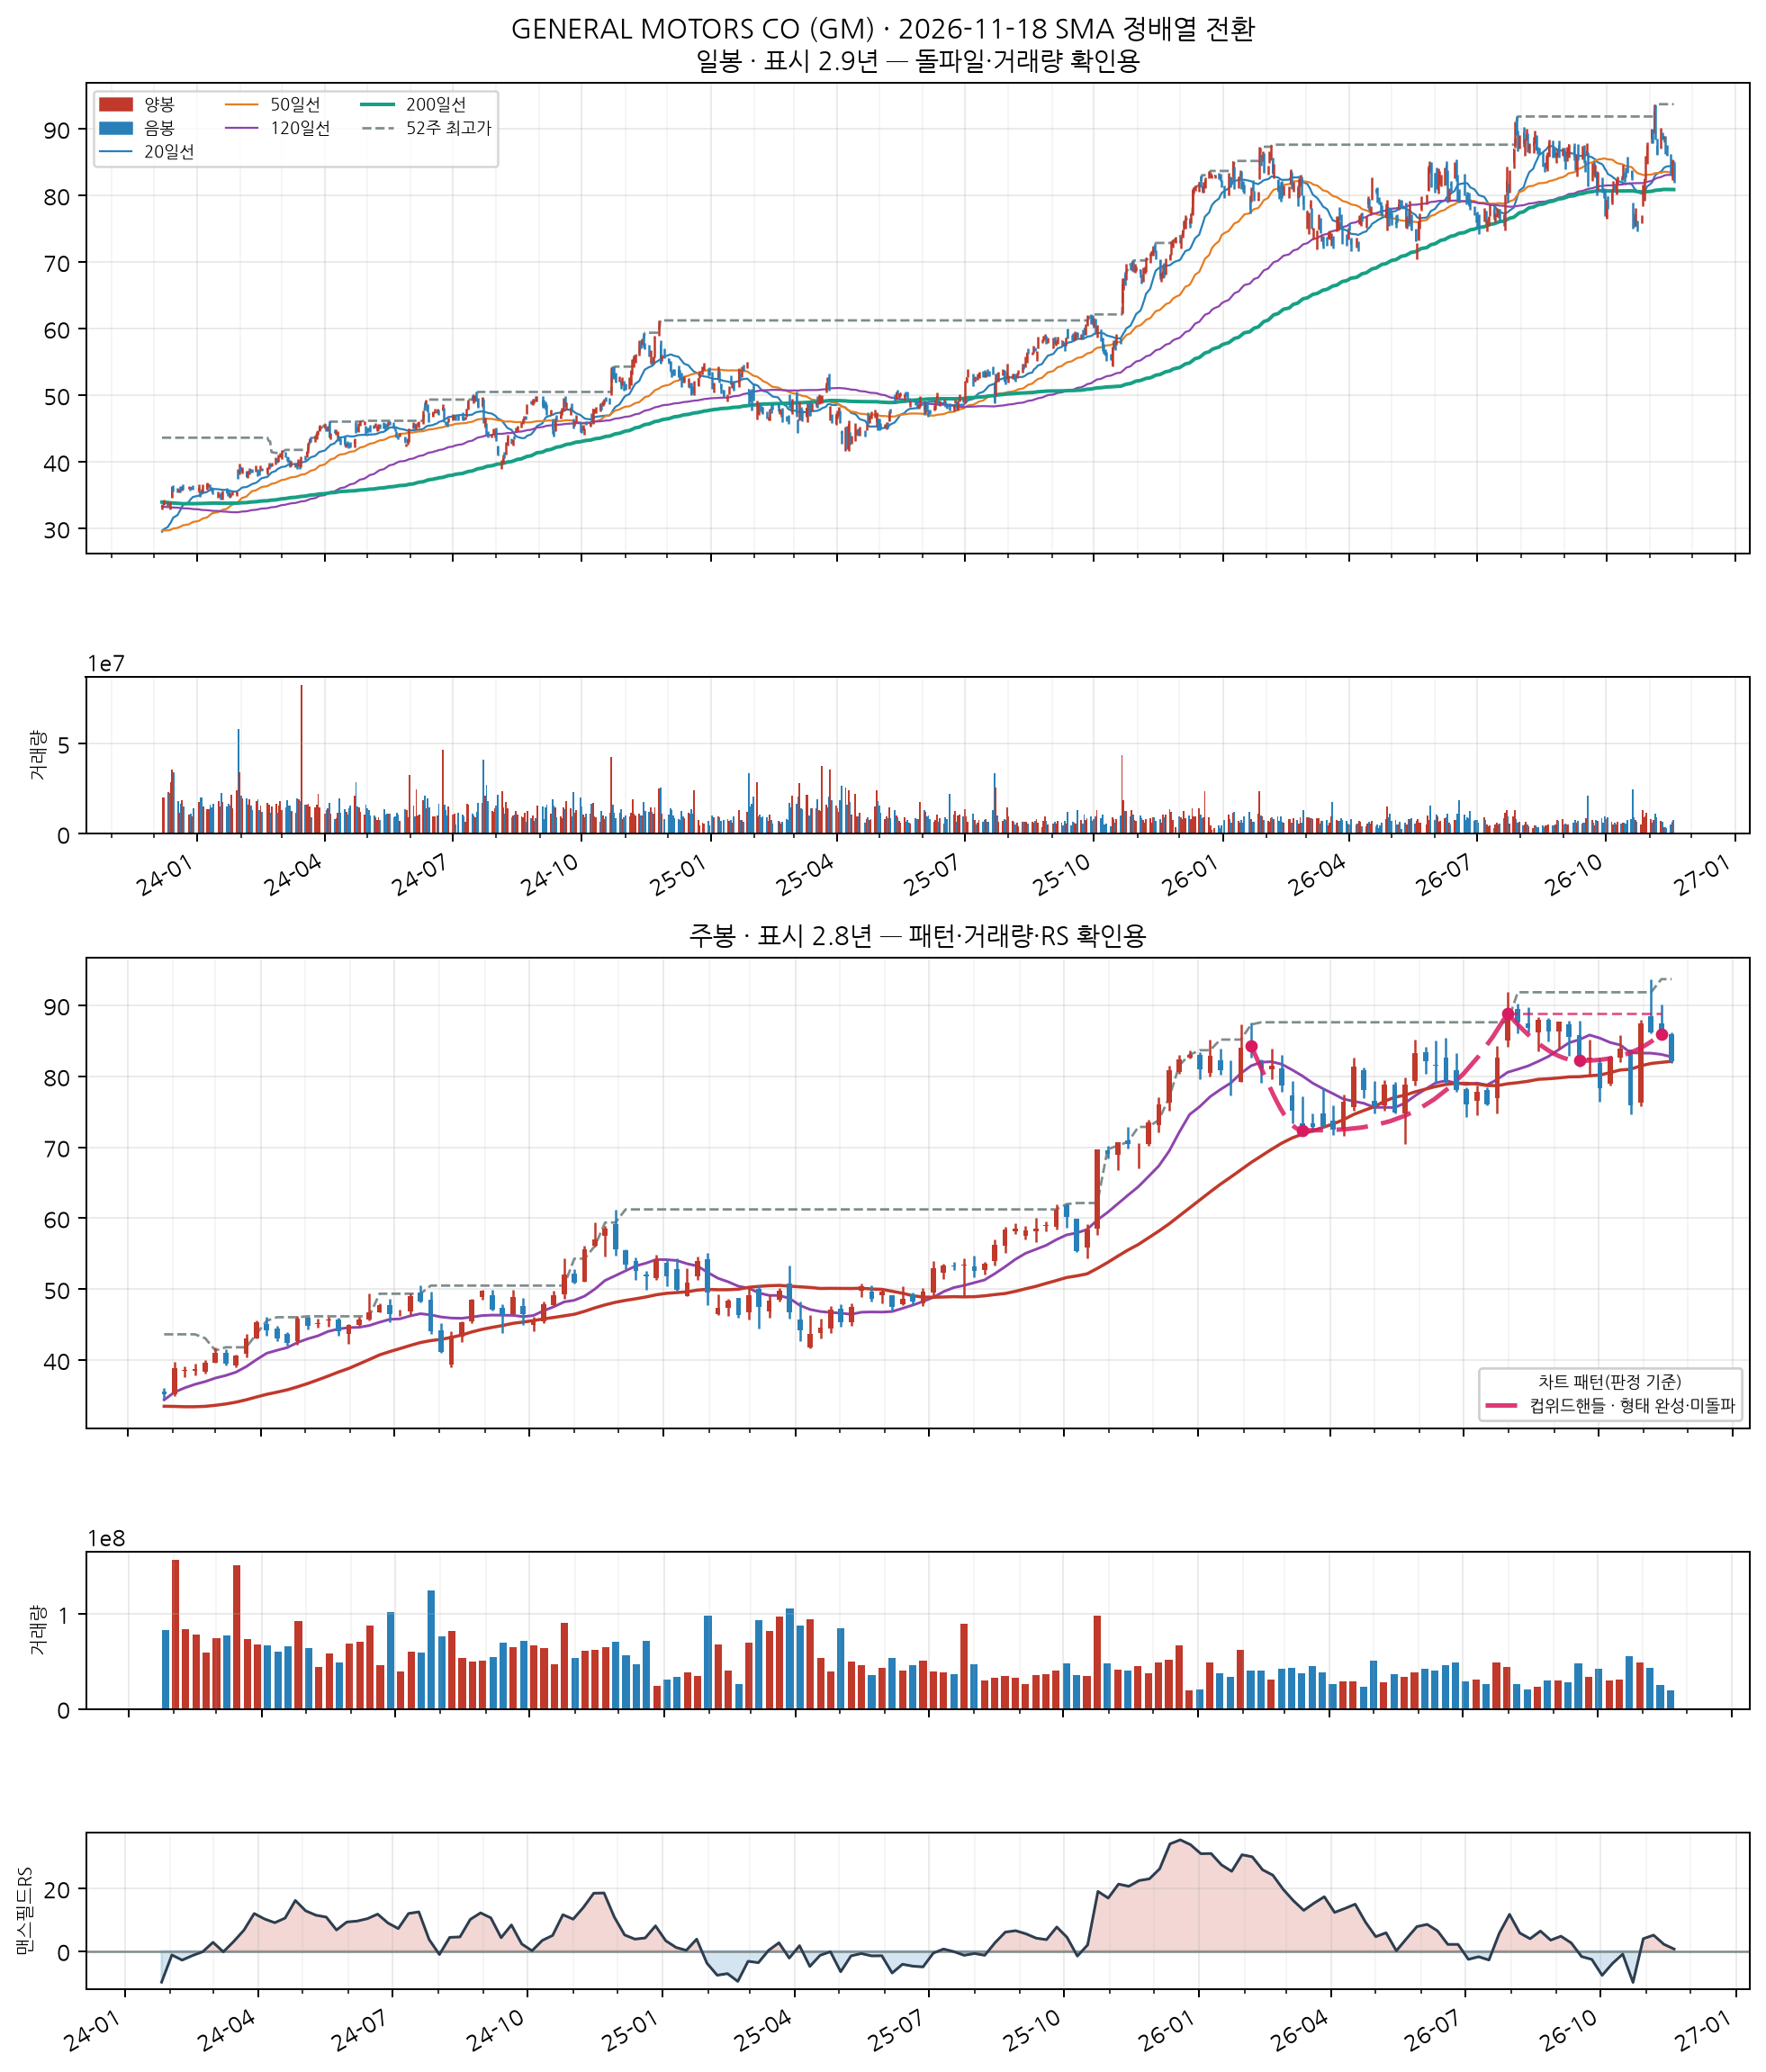 GENERAL MOTORS CO (GM) · 2026-11-18 SMA 정배열 전환
일봉 · 표시 2.9년 — 돌파일·거래량 확인용
양봉
음봉
20일선
50일선
120일선
200일선
52주 최고가
90
80
70
60
50
40
30
1e7
거래량
5
0
24-01
24-04
24-07
24-10
25-01
25-04
25-07
25-10
26-01
26-04
26-07
26-10
27-01
주봉 · 표시 2.8년 — 패턴·거래량·RS 확인용
90
80
70
60
50
40
차트 패턴(판정 기준)
컵위드핸들 · 형태 완성·미돌파
1e8
거래량
1
0
맨스필드RS
20
0
24-01
24-04
24-07
24-10
25-01
25-04
25-07
25-10
26-01
26-04
26-07
26-10
27-01